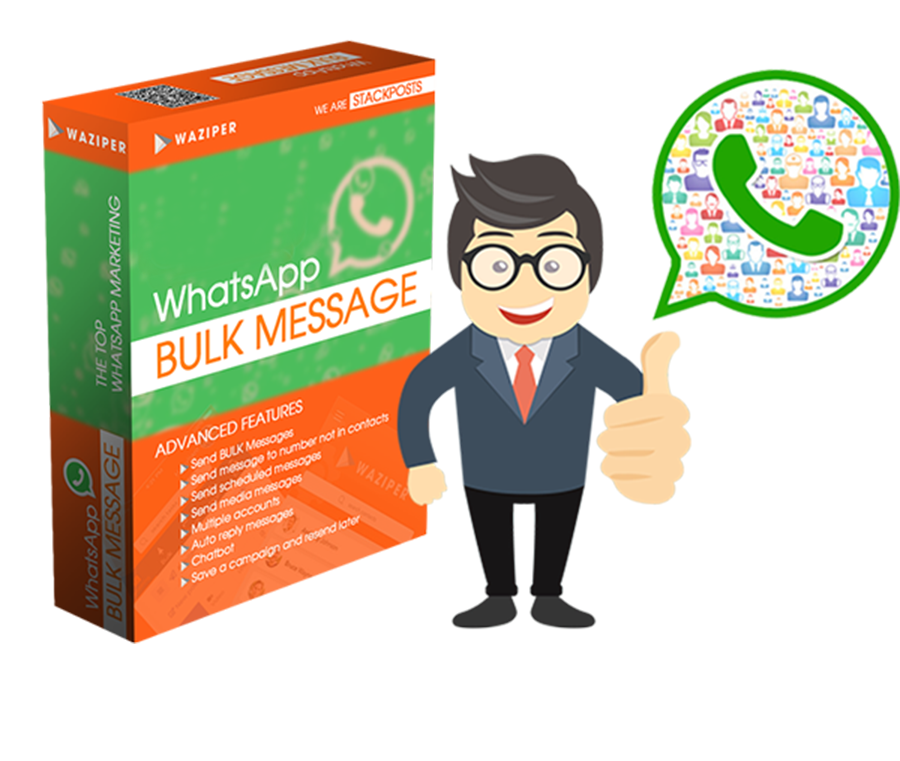 WAZIPER
THE TOP
WHATSAPP MARKETING
WhatsApp
BULK MESSAGE
WAZIPER
WE ARE STACKPOSTS
WhatsApp
BULK MESSAGE
ADVANCED FEATURES
Send BULK Messages
Send message to number not in contacts
Send scheduled messages
Send media messages
Multiple accounts
Auto reply messages
Chatbot
Save a campaign and resend later
WAZIPER